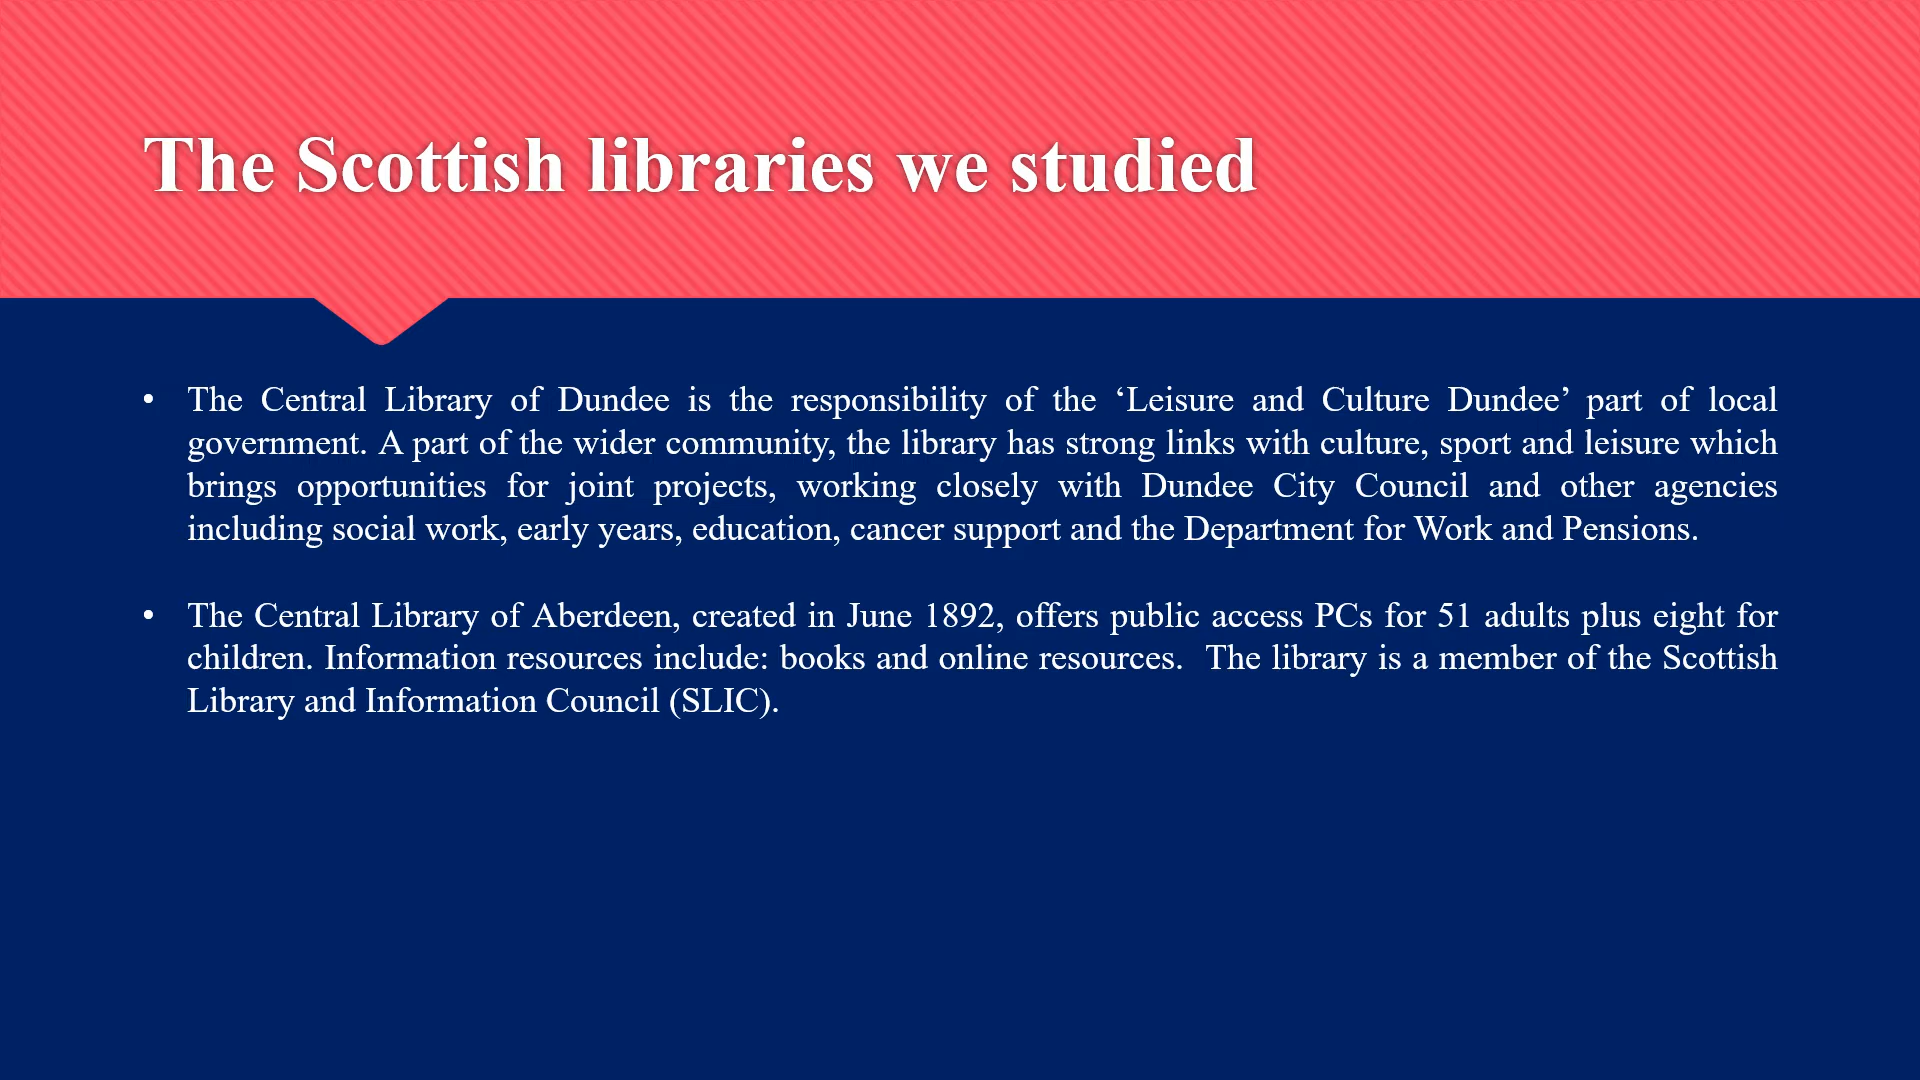 The Scottish libraries we studied
• The Central Library of Dundee is the responsibility of the ‘Leisure and Culture Dundee’ part of local
government. A part of the wider community, the library has strong links with culture, sport and leisure which
brings opportunities for joint projects, working closely with Dundee City Council and other agencies
including social work, early years, education, cancer support and the Department for Work and Pensions.
• The Central Library of Aberdeen, created in June 1892, offers public access PCs for 51 adults plus eight for
children. Information resources include: books and online resources.  The library is a member of the Scottish
Library and Information Council (SLIC).